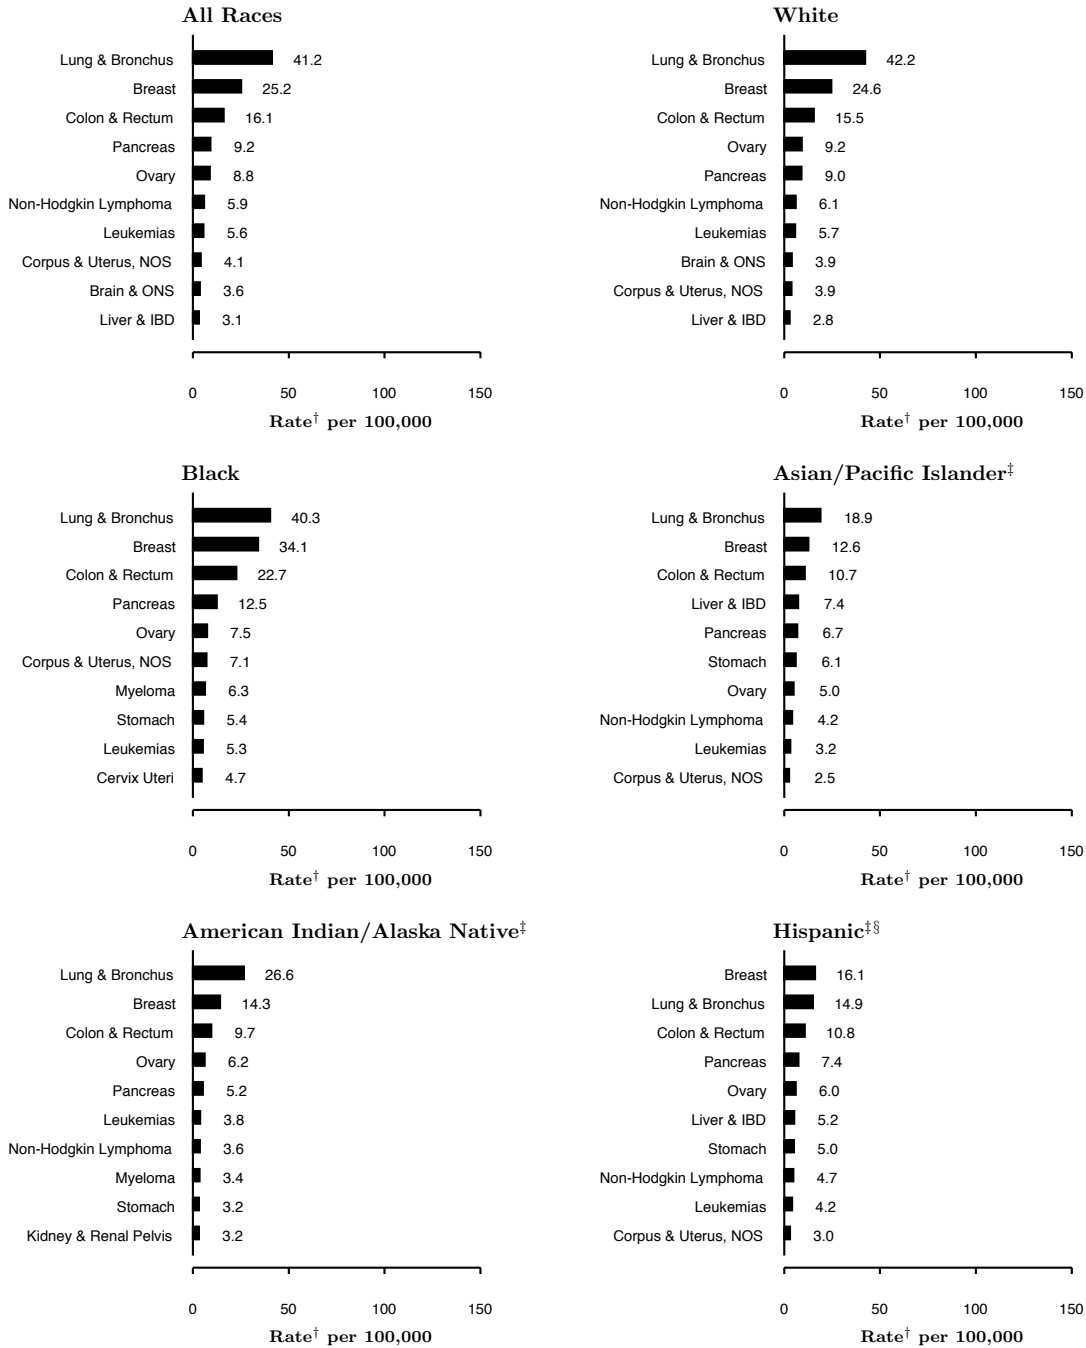 All Races
Lung & Bronchus 41.2
Breast 25.2
Colon & Rectum 16.1
Pancreas 9.2
Ovary 8.8
Non-Hodgkin Lymphoma 5.9
Leukemias 5.6
Corpus & Uterus, NOS 4.1
Brain & ONS 3.6
Liver & IBD 3.1
0 50 100 150
Rate† per 100,000
White
Lung & Bronchus 42.2
Breast 24.6
Colon & Rectum 15.5
Ovary 9.2
Pancreas 9.0
Non-Hodgkin Lymphoma 6.1
Leukemias 5.7
Brain & ONS 3.9
Corpus & Uterus, NOS 3.9
Liver & IBD 2.8
0 50 100 150
Rate† per 100,000
Black
Lung & Bronchus 40.3
Breast 34.1
Colon & Rectum 22.7
Pancreas 12.5
Ovary 7.5
Corpus & Uterus, NOS 7.1
Myeloma 6.3
Stomach 5.4
Leukemias 5.3
Cervix Uteri 4.7
0 50 100 150
Rate† per 100,000
Asian/Pacific Islander‡
Lung & Bronchus 18.9
Breast 12.6
Colon & Rectum 10.7
Liver & IBD 7.4
Pancreas 6.7
Stomach 6.1
Ovary 5.0
Non-Hodgkin Lymphoma 4.2
Leukemias 3.2
Corpus & Uterus, NOS 2.5
0 50 100 150
Rate† per 100,000
American Indian/Alaska Native‡
Lung & Bronchus 26.6
Breast 14.3
Colon & Rectum 9.7
Ovary 6.2
Pancreas 5.2
Leukemias 3.8
Non-Hodgkin Lymphoma 3.6
Myeloma 3.4
Stomach 3.2
Kidney & Renal Pelvis 3.2
0 50 100 150
Rate† per 100,000
Hispanic‡§
Breast 16.1
Lung & Bronchus 14.9
Colon & Rectum 10.8
Pancreas 7.4
Ovary 6.0
Liver & IBD 5.2
Stomach 5.0
Non-Hodgkin Lymphoma 4.7
Leukemias 4.2
Corpus & Uterus, NOS 3.0
0 50 100 150
Rate† per 100,000